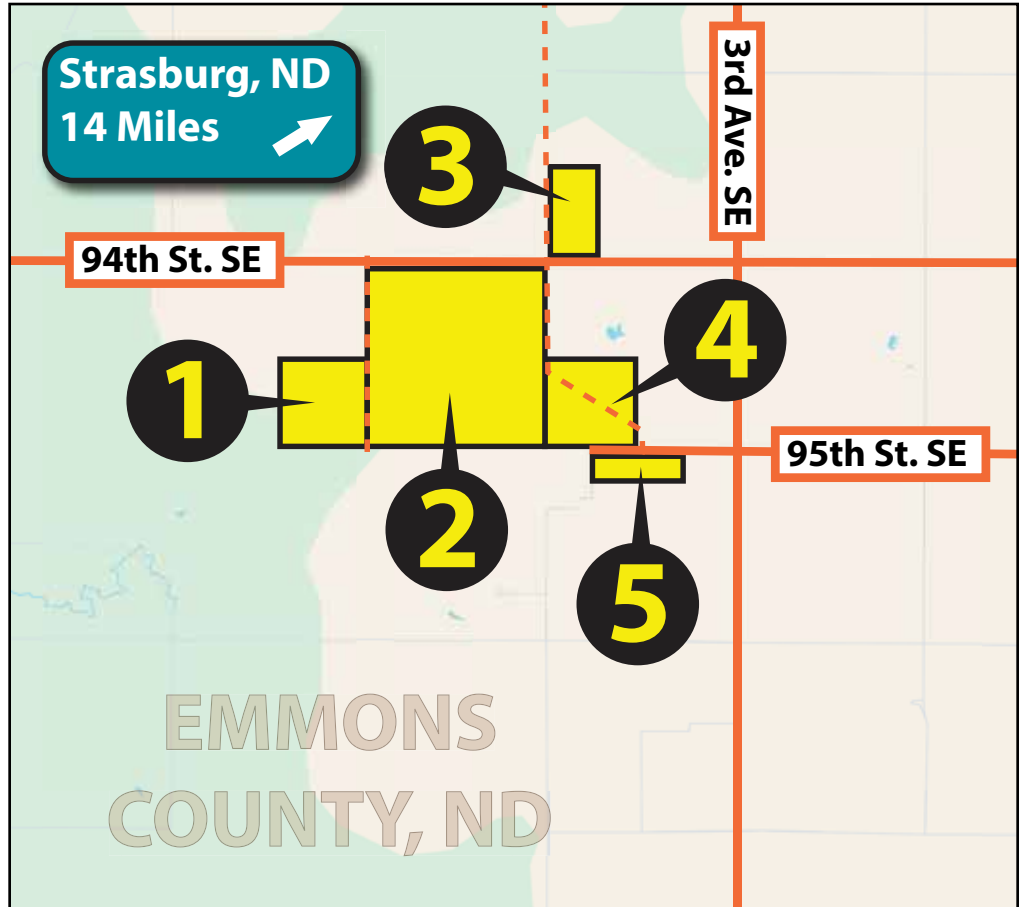 Strasburg, ND
14 Miles
3rd Ave. SE
3
94th St. SE
4
1
95th St. SE
2
5
EMMONS
COUNTY, ND